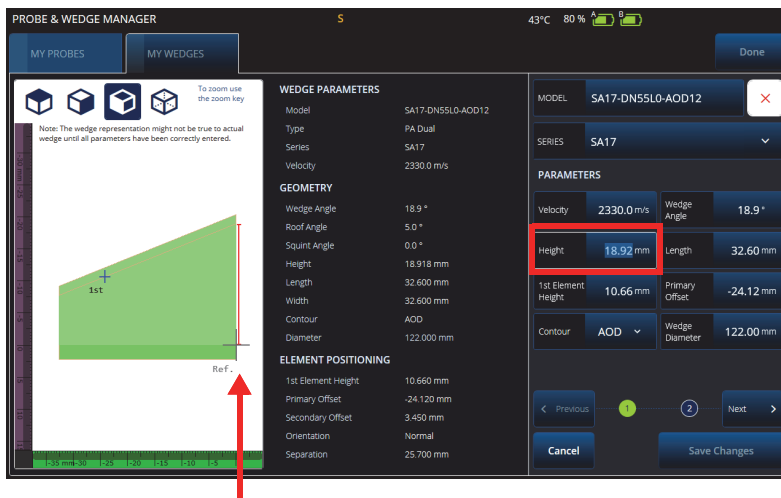 PROBE & WEDGE MANAGER S 43°C 80 % A B
MY PROBES MY WEDGES Done
To zoom use
the zoom key
Note: The wedge representation might not be true to actual
wedge until all parameters have been correctly entered.
1st
Ref.
-35 mm -30 -25 -20 -15 -10 -5
WEDGE PARAMETERS
Model SA17-DN55L0-AOD12
Type PA Dual
Series SA17
Velocity 2330.0 m/s
GEOMETRY
Wedge Angle 18.9 °
Roof Angle 5.0 °
Squint Angle 0.0 °
Height 18.918 mm
Length 32.600 mm
Width 32.600 mm
Contour AOD
Diameter 122.000 mm
ELEMENT POSITIONING
1st Element Height 10.660 mm
Primary Offset -24.120 mm
Secondary Offset 3.450 mm
Orientation Normal
Separation 25.700 mm
MODEL SA17-DN55L0-AOD12
SERIES SA17
PARAMETERS
Velocity 2330.0 m/s Wedge Angle 18.9 °
Height 18.92 mm Length 32.60 mm
1st Element Height 10.66 mm Primary Offset -24.12 mm
Contour AOD Wedge Diameter 122.00 mm
Previous 1 2 Next
Cancel Save Changes